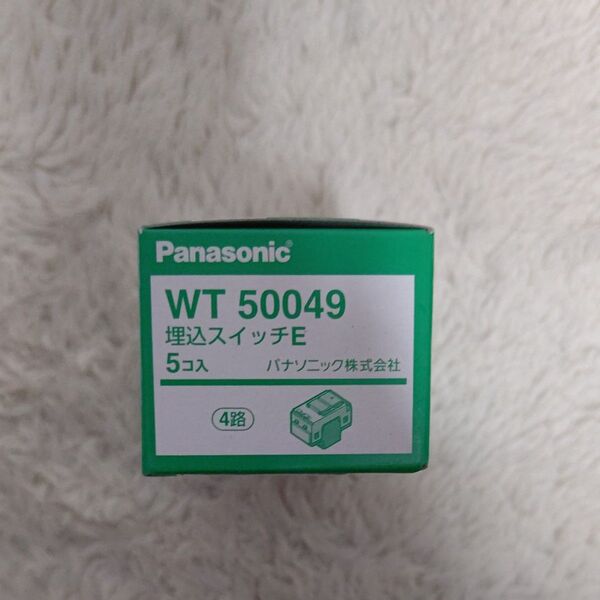 Panasonic®
WT 50049
埋込スイッチE
5コ入 パナソニック株式会社
4路